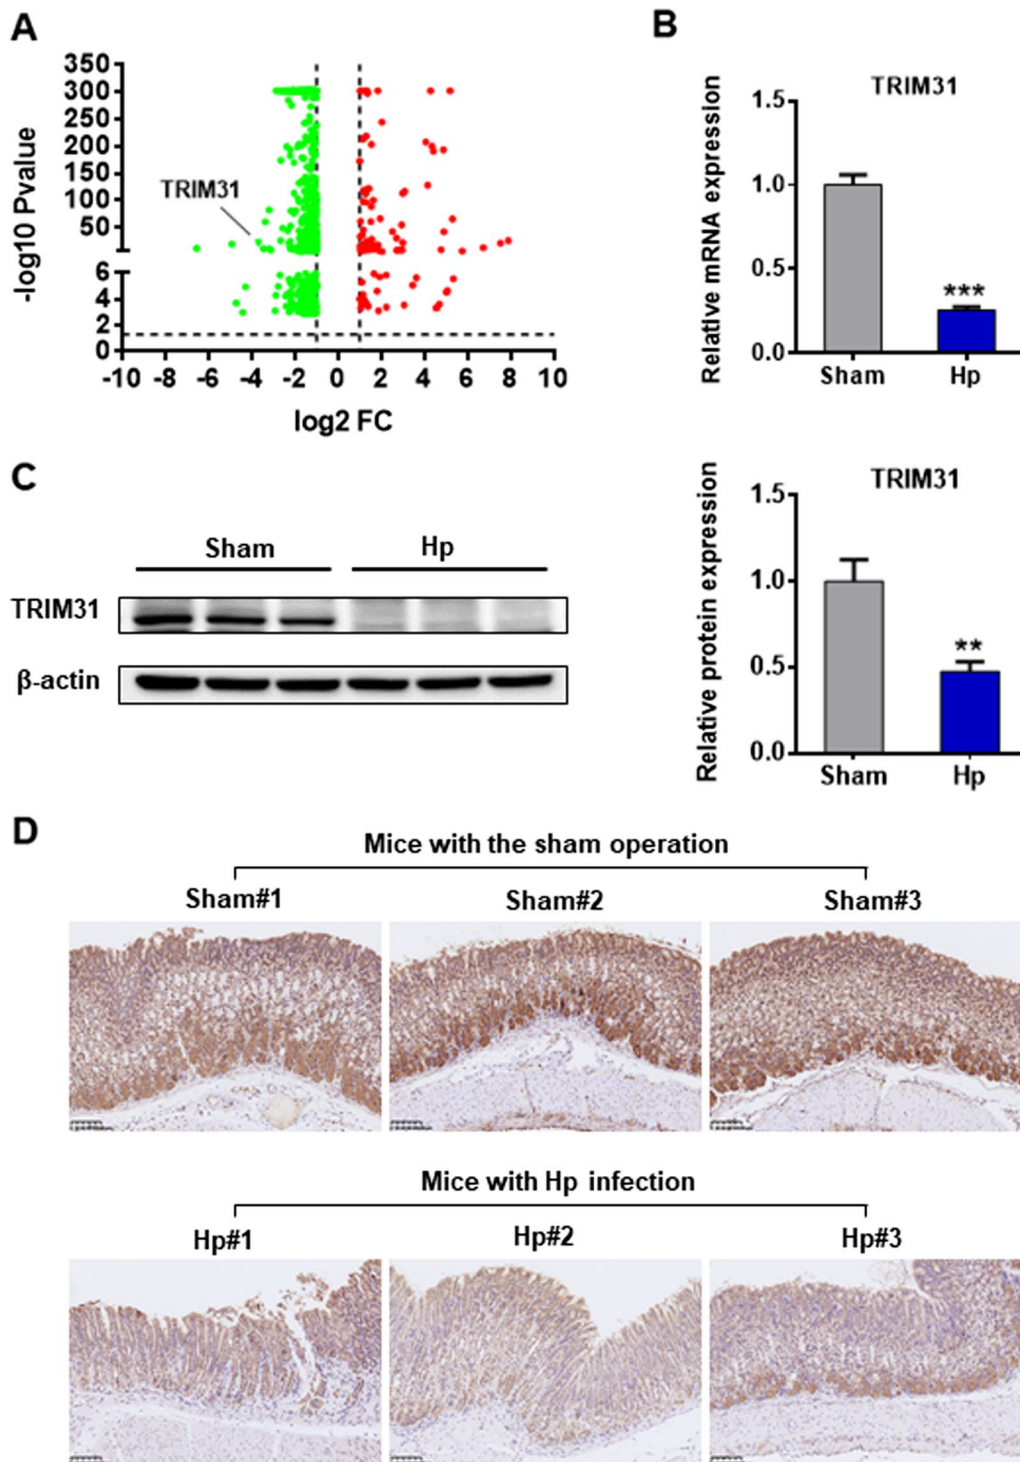 A
B
350
300
250
200
150
100
50
6
4
2
0
-log10 Pvalue
TRIM31
-10 -8 -6 -4 -2 0 2 4 6 8 10
log2 FC
TRIM31
Relative mRNA expression
1.5
1.0
0.5
0.0
***
Sham Hp
C
Sham Hp
TRIM31
β-actin
TRIM31
Relative protein expression
1.5
1.0
0.5
0.0
**
Sham Hp
D
Mice with the sham operation
Sham#1 Sham#2 Sham#3
Mice with Hp infection
Hp#1 Hp#2 Hp#3